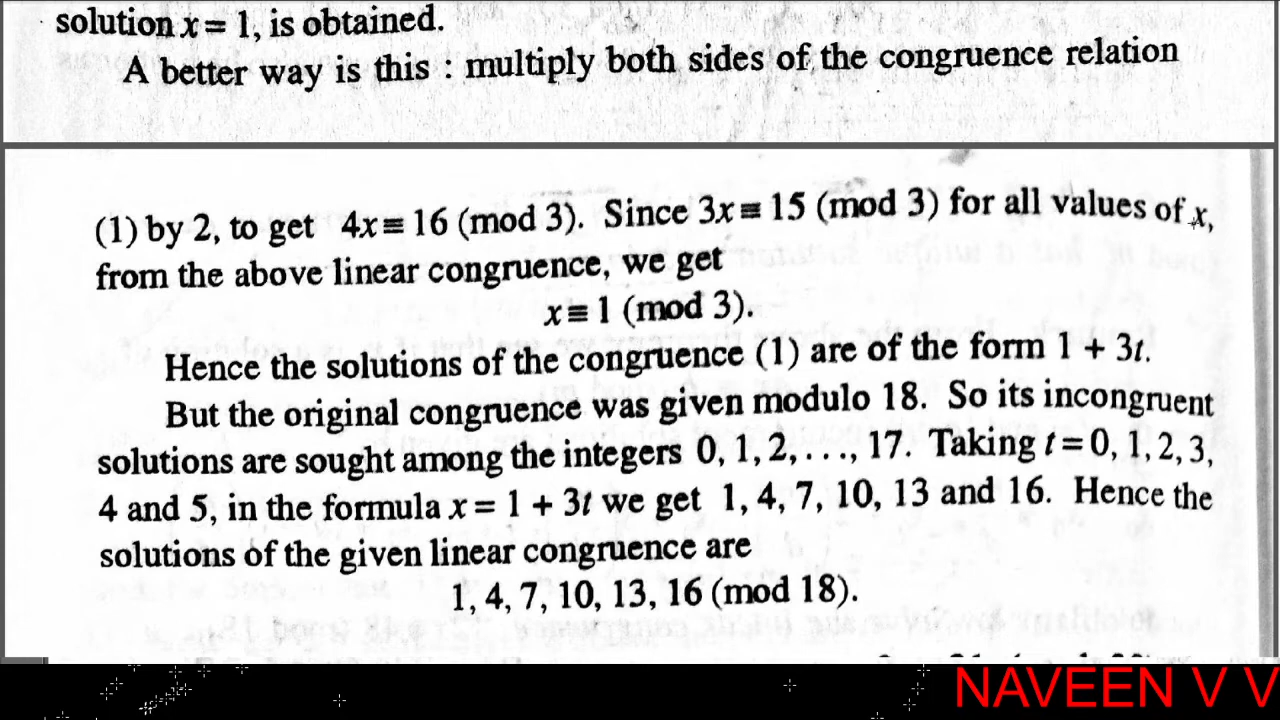 solution x = 1, is obtained.
A better way is this : multiply both sides of the congruence relation
(1) by 2, to get 4x ≡ 16 (mod 3). Since 3x ≡ 15 (mod 3) for all values of x,
from the above linear congruence, we get
x ≡ 1 (mod 3).
Hence the solutions of the congruence (1) are of the form 1 + 3t.
But the original congruence was given modulo 18. So its incongruent
solutions are sought among the integers 0, 1, 2, . . ., 17. Taking t = 0, 1, 2, 3,
4 and 5, in the formula x = 1 + 3t we get 1, 4, 7, 10, 13 and 16. Hence the
solutions of the given linear congruence are
1, 4, 7, 10, 13, 16 (mod 18).
NAVEEN V V